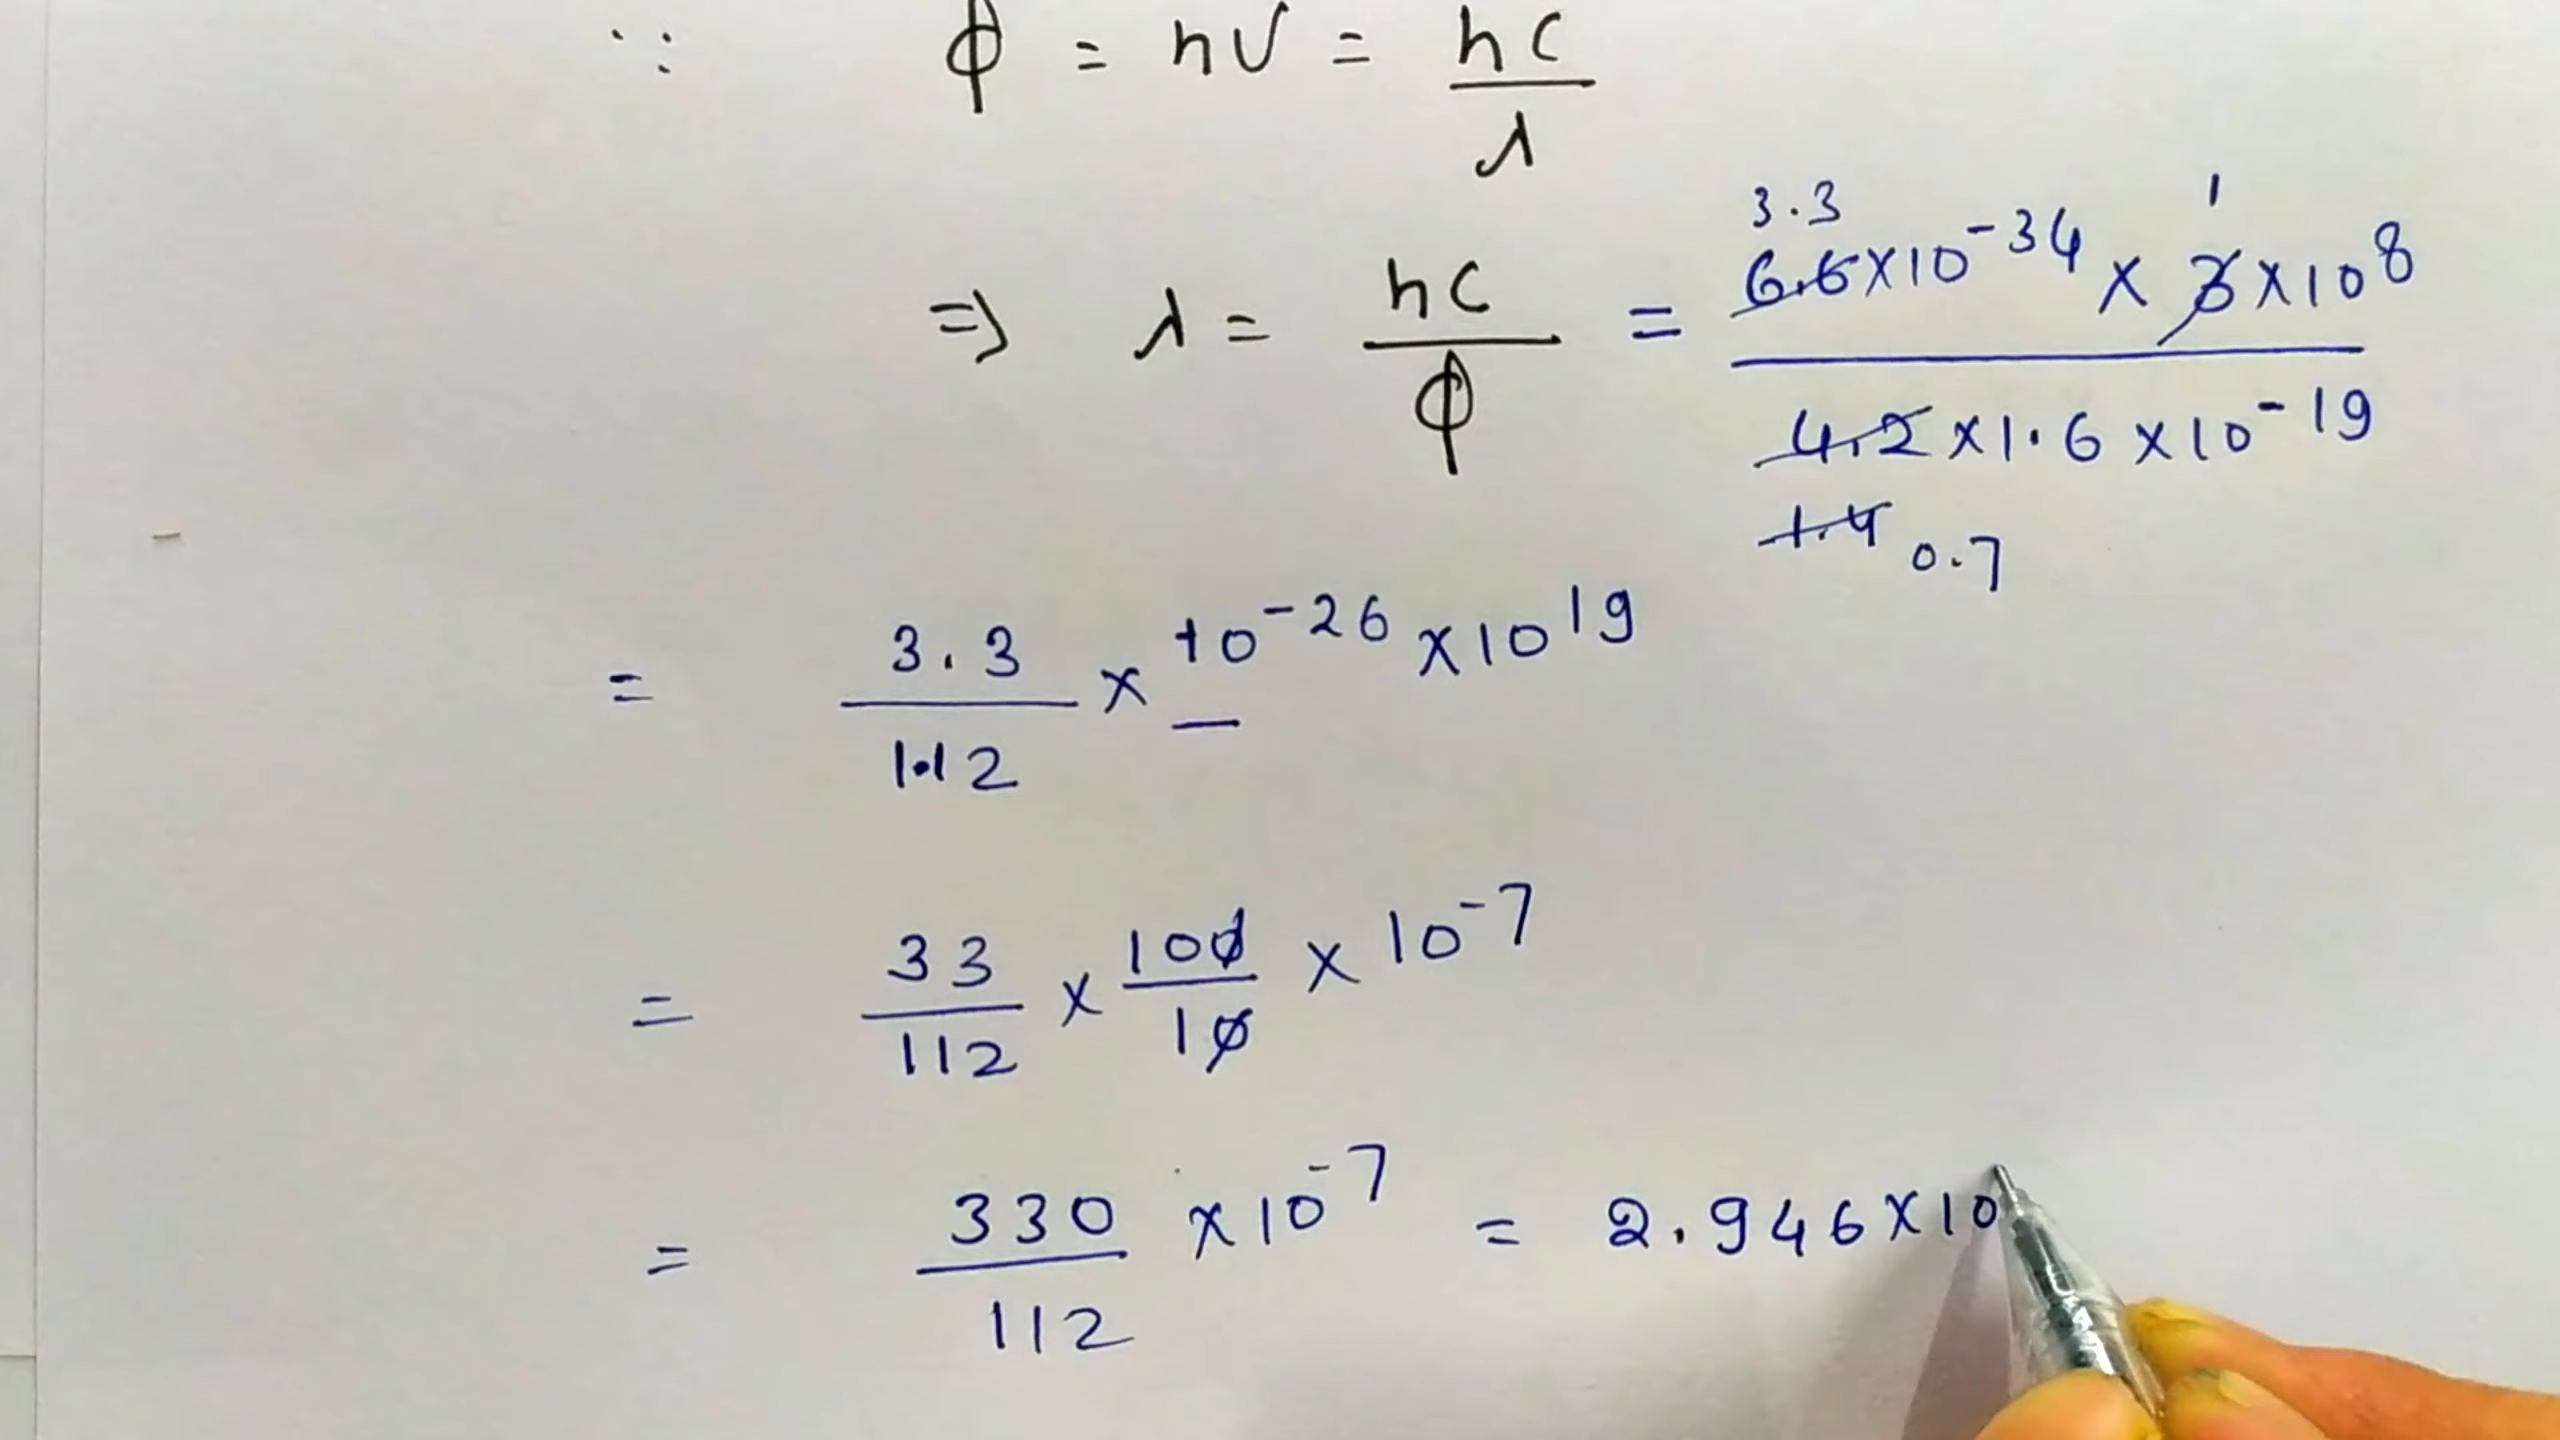 ∵ ϕ = hν = hc/λ
⇒ λ = hc/ϕ = 6.6×10⁻³⁴ × 3×10⁸ / 4.2×1.6×10⁻¹⁹
3.3 1
1.4 0.7
= 3.3/1.12 × 10⁻²⁶ ×10¹⁹
= 33/112 × 100/10 × 10⁻⁷
= 330/112 ×10⁻⁷ = 2.946×10